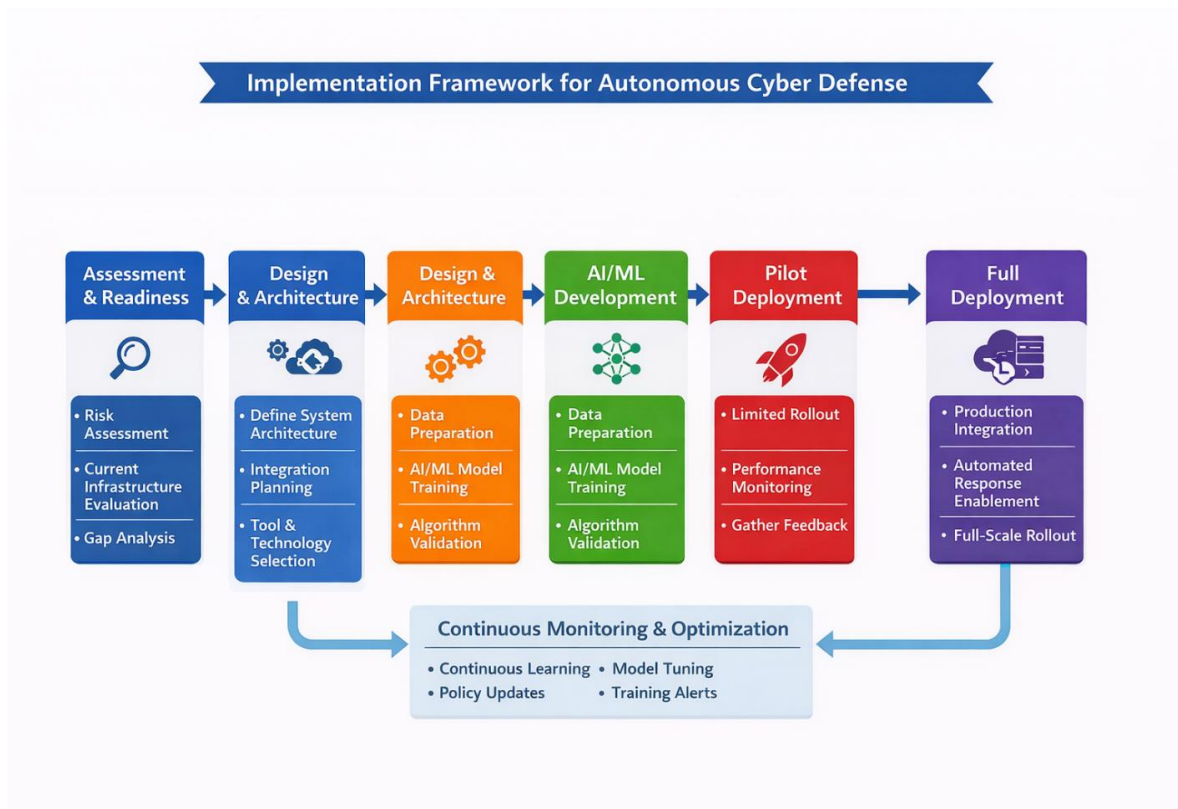 Implementation Framework for Autonomous Cyber Defense
Assessment
& Readiness
• Risk
Assessment
• Current
Infrastructure
Evaluation
• Gap Analysis
Design
& Architecture
• Define System
Architecture
• Integration
Planning
• Tool &
Technology
Selection
Design &
Architecture
• Data
Preparation
• AI/ML Model
Training
• Algorithm
Validation
AI/ML
Development
• Data
Preparation
• AI/ML Model
Training
• Algorithm
Validation
Pilot
Deployment
• Limited Rollout
• Performance
Monitoring
• Gather Feedback
Full
Deployment
• Production
Integration
• Automated
Response
Enablement
• Full-Scale Rollout
Continuous Monitoring & Optimization
• Continuous Learning • Model Tuning
• Policy Updates • Training Alerts